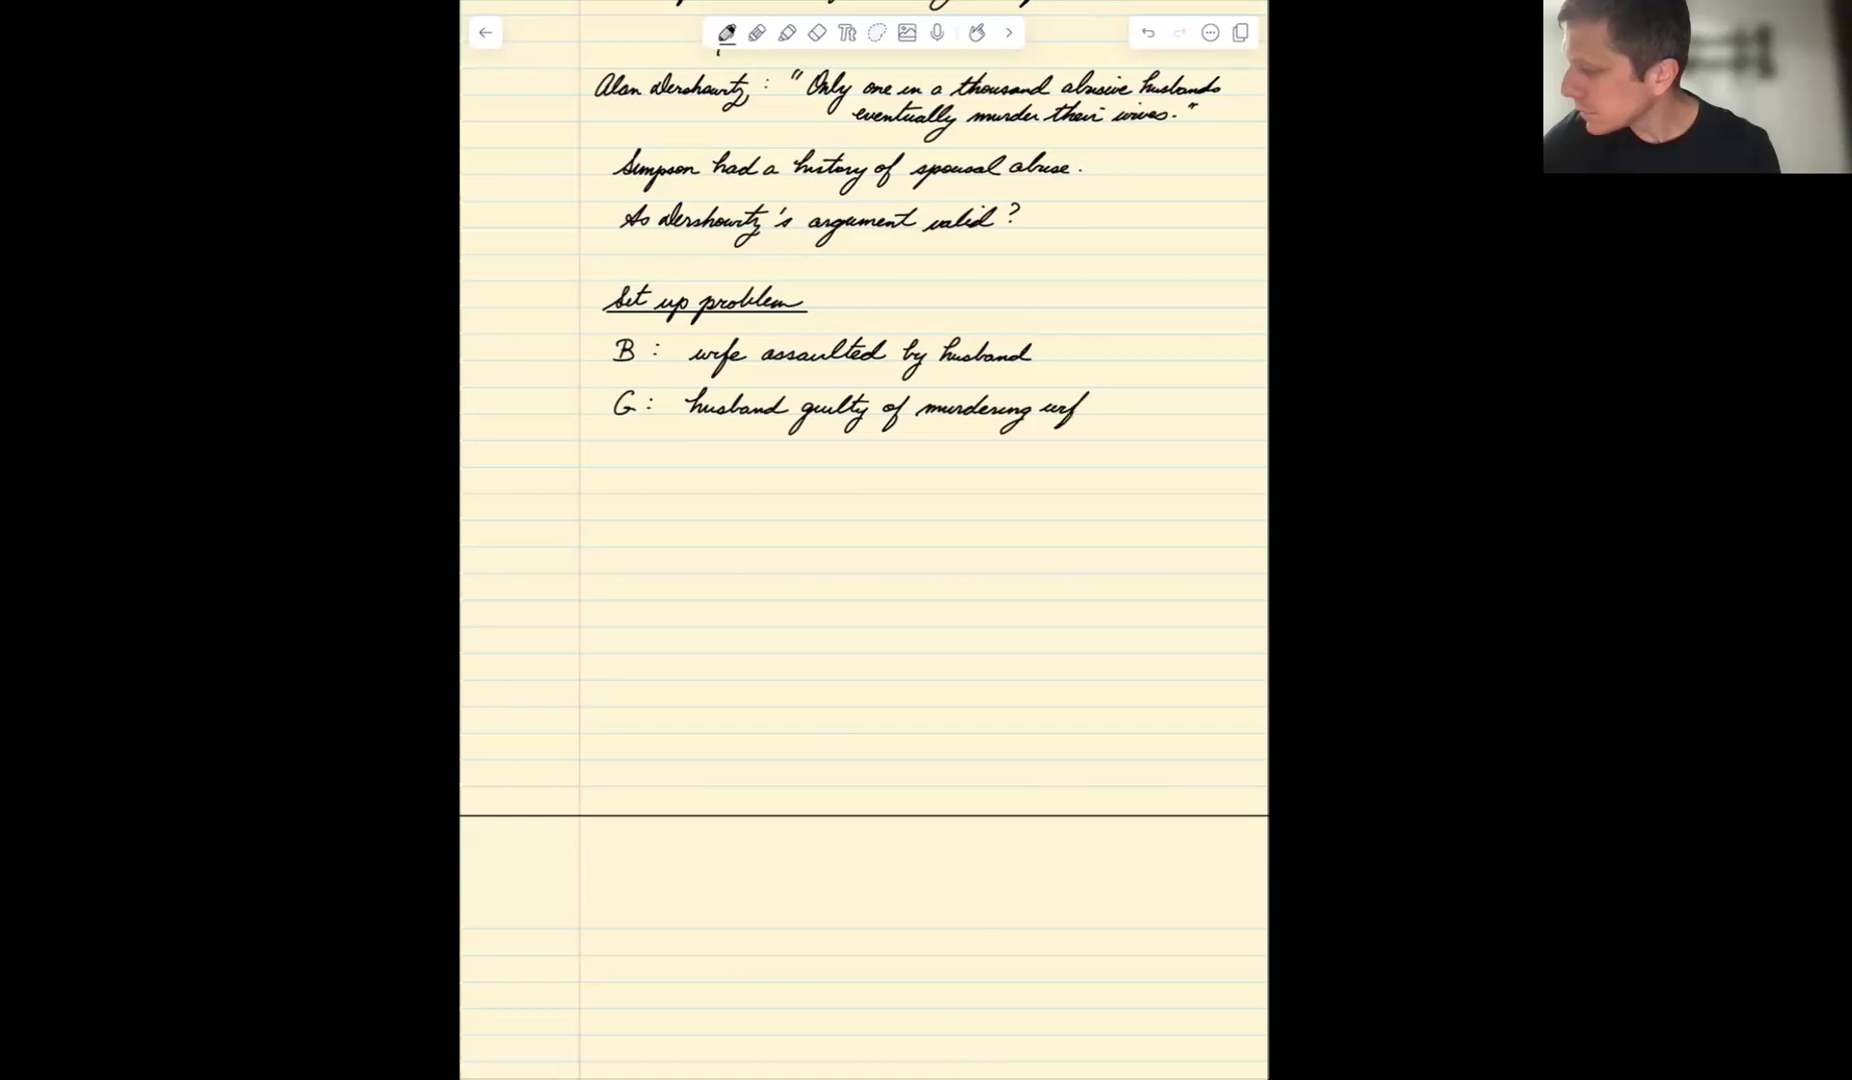 Alan Dershowitz : " Only one in a thousand abusive husbands
eventually murder their wives. "
Simpson had a history of spousal abuse.
Is Dershowitz's argument valid ?
Set up problem
B : wife assaulted by husband
G : husband guilty of murdering wif